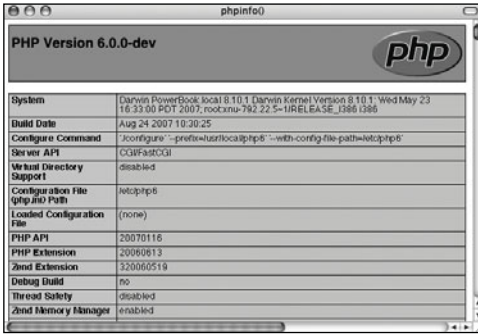 phpinfo()
PHP Version 6.0.0-dev
php
System Darwin PowerBook.local 8.10.1 Darwin Kernel Version 8.10.1: Wed May 23
16:33:00 PDT 2007; root:xnu-792.22.5~1/RELEASE_I386 i386
Build Date Aug 24 2007 10:30:25
Configure Command './configure' '--prefix=/usr/local/php6' '--with-config-file-path=/etc/php6'
Server API CGI/FastCGI
Virtual Directory
Support disabled
Configuration File
(php.ini) Path /etc/php6
Loaded Configuration
File (none)
PHP API 20070116
PHP Extension 20060613
Zend Extension 320060519
Debug Build no
Thread Safety disabled
Zend Memory Manager enabled